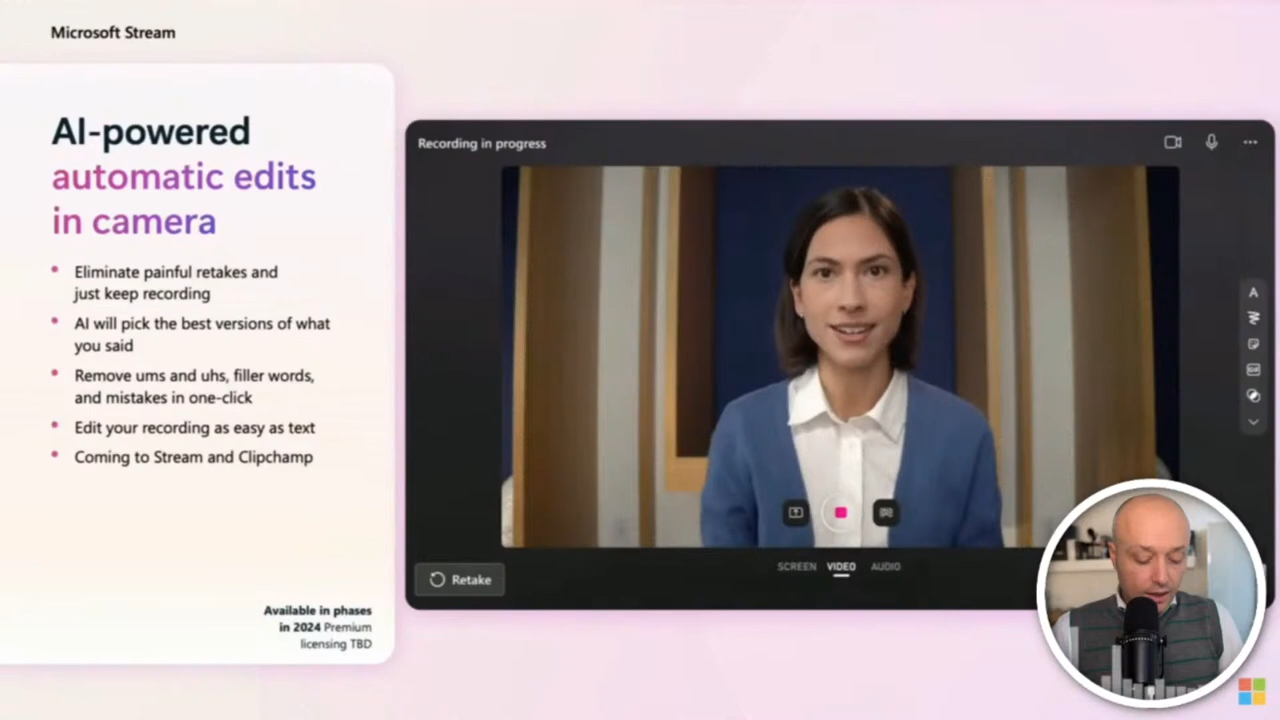 Microsoft Stream
AI-powered
automatic edits
in camera
Eliminate painful retakes and
just keep recording
AI will pick the best versions of what
you said
Remove ums and uhs, filler words,
and mistakes in one-click
Edit your recording as easy as text
Coming to Stream and Clipchamp
Available in phases
in 2024 Premium
licensing TBD
Recording in progress
A
GIF
SCREEN VIDEO AUDIO
Retake